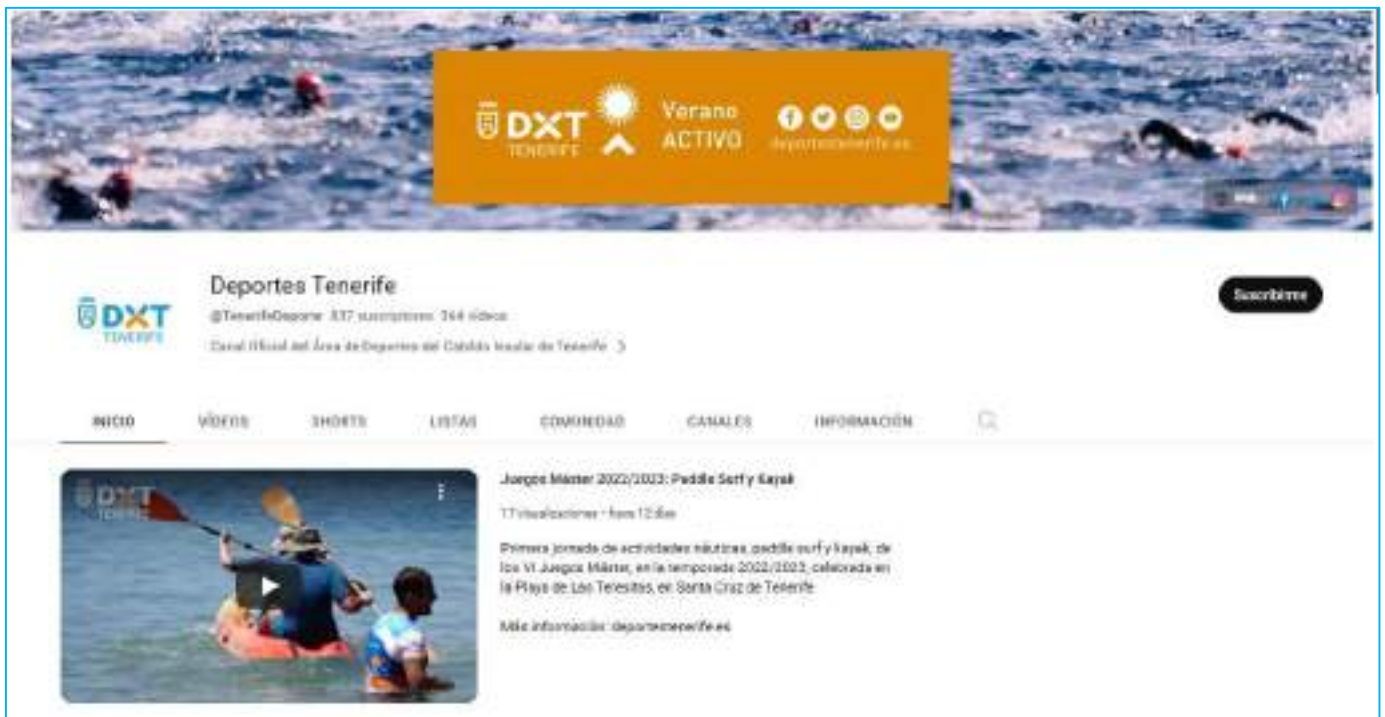 DXT
TENERIFE
Verano
ACTIVO
deportestenerife.es
WEB
DXT
TENERIFE
Deportes Tenerife
@TenerifeDeporte 837 suscriptores 364 vídeos
Canal Oficial del Área de Deportes del Cabildo Insular de Tenerife
Suscribirme
INICIO VÍDEOS SHORTS LISTAS COMUNIDAD CANALES INFORMACIÓN
DXT
TENERIFE
Juegos Máster 2022/2023: Paddle Surf y Kayak
17 visualizaciones • hace 12 días
Primera jornada de actividades náuticas, paddle surf y kayak, de
los VI Juegos Máster, en la temporada 2022/2023, celebrada en
la Playa de Las Teresitas, en Santa Cruz de Tenerife
Más información: deportestenerife.es